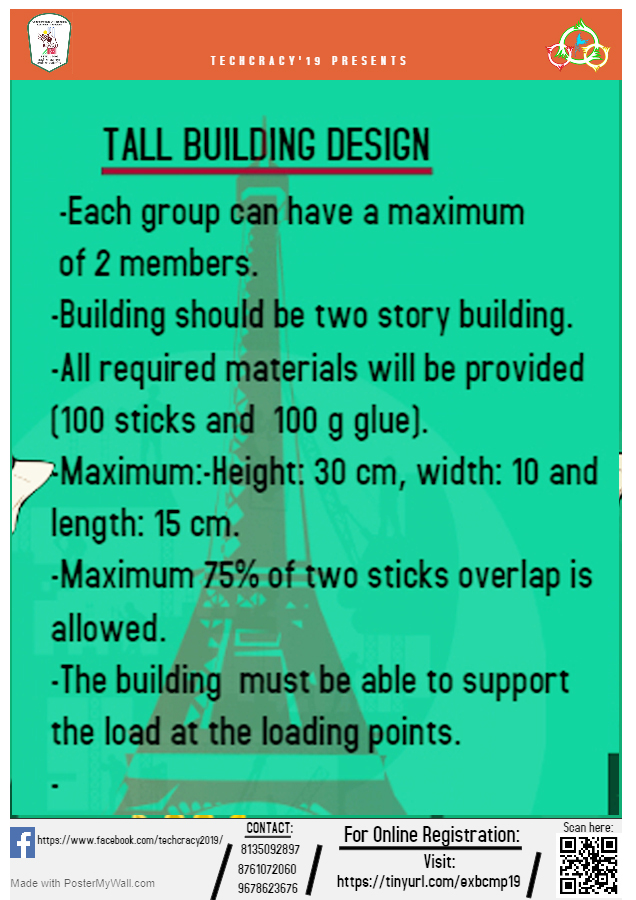 TECHCRACY'19 PRESENTS
TALL BUILDING DESIGN
-Each group can have a maximum
of 2 members.
-Building should be two story building.
-All required materials will be provided
(100 sticks and 100 g glue).
-Maximum:-Height: 30 cm, width: 10 and
length: 15 cm.
-Maximum 75% of two sticks overlap is
allowed.
-The building must be able to support
the load at the loading points.
-
https://www.facebook.com/techcracy2019/
Made with PosterMyWall.com
CONTACT:
8135092897
8761072060
9678623676
For Online Registration:
Visit:
https://tinyurl.com/exbcmp19
Scan here: